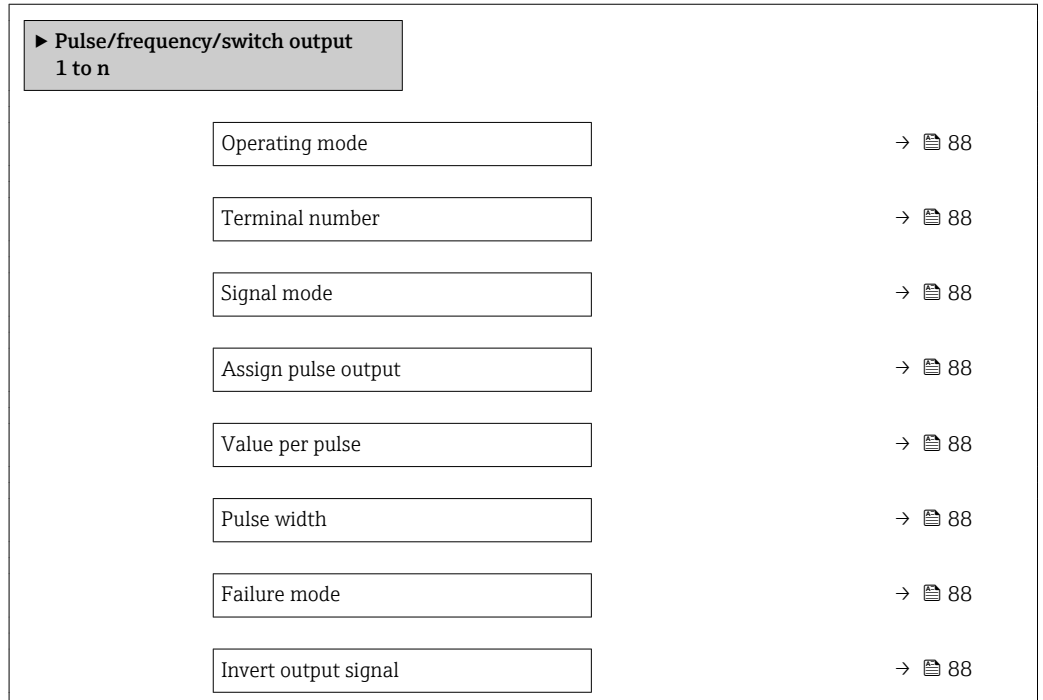 ▶ Pulse/frequency/switch output
1 to n
Operating mode → 88
Terminal number → 88
Signal mode → 88
Assign pulse output → 88
Value per pulse → 88
Pulse width → 88
Failure mode → 88
Invert output signal → 88